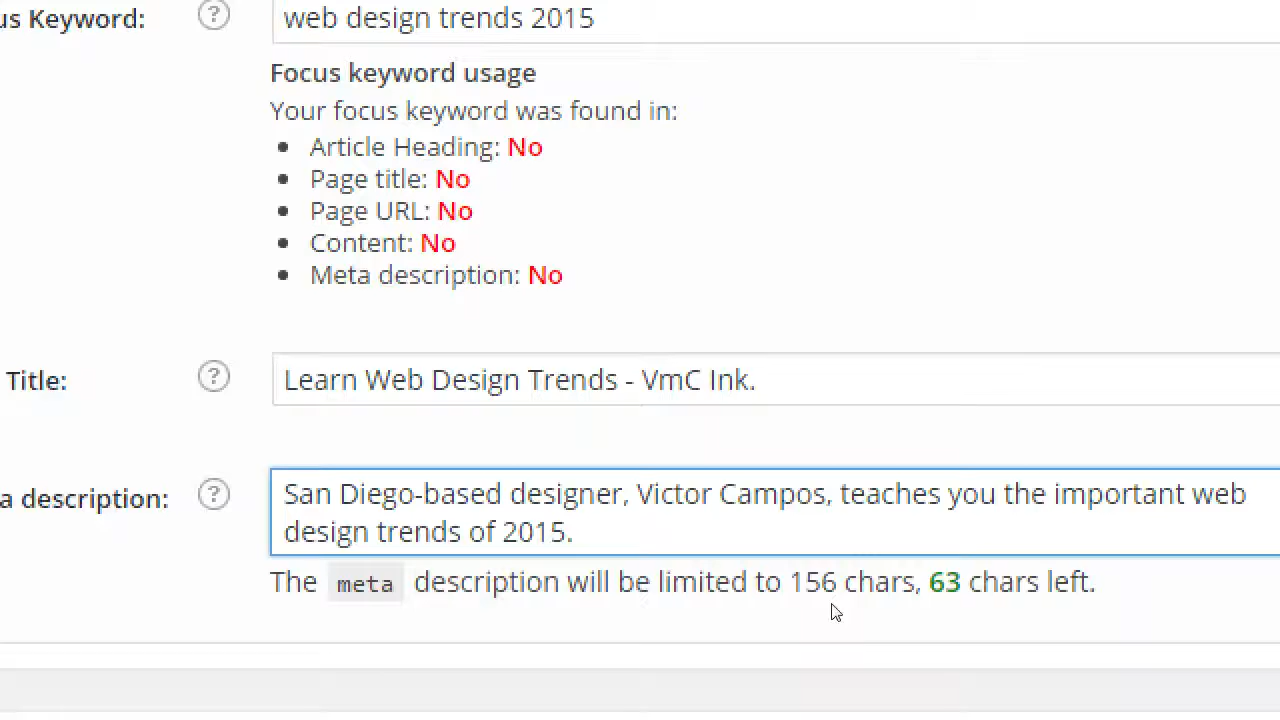 us Keyword: ? web design trends 2015
Focus keyword usage
Your focus keyword was found in:
• Article Heading: No
• Page title: No
• Page URL: No
• Content: No
• Meta description: No
Title: ? Learn Web Design Trends - VmC Ink.
a description: ? San Diego-based designer, Victor Campos, teaches you the important web
design trends of 2015.
The meta description will be limited to 156 chars, 63 chars left.